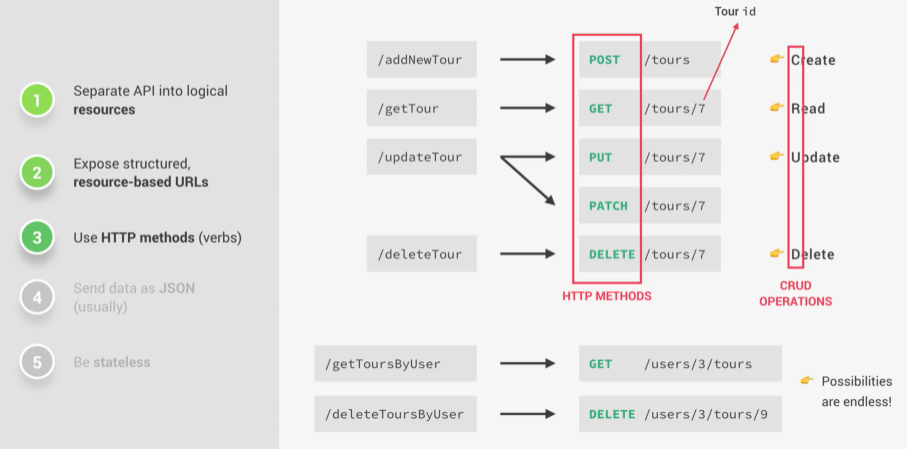 1
Separate API into logical
resources
2
Expose structured,
resource-based URLs
3
Use HTTP methods (verbs)
4
Send data as JSON
(usually)
5
Be stateless
Tour id
/addNewTour POST /tours 👉 Create
/getTour GET /tours/7 👉 Read
/updateTour PUT /tours/7 👉 Update
PATCH /tours/7
/deleteTour DELETE /tours/7 👉 Delete
HTTP METHODS
CRUD
OPERATIONS
/getToursByUser GET /users/3/tours
/deleteToursByUser DELETE /users/3/tours/9
👉 Possibilities
are endless!